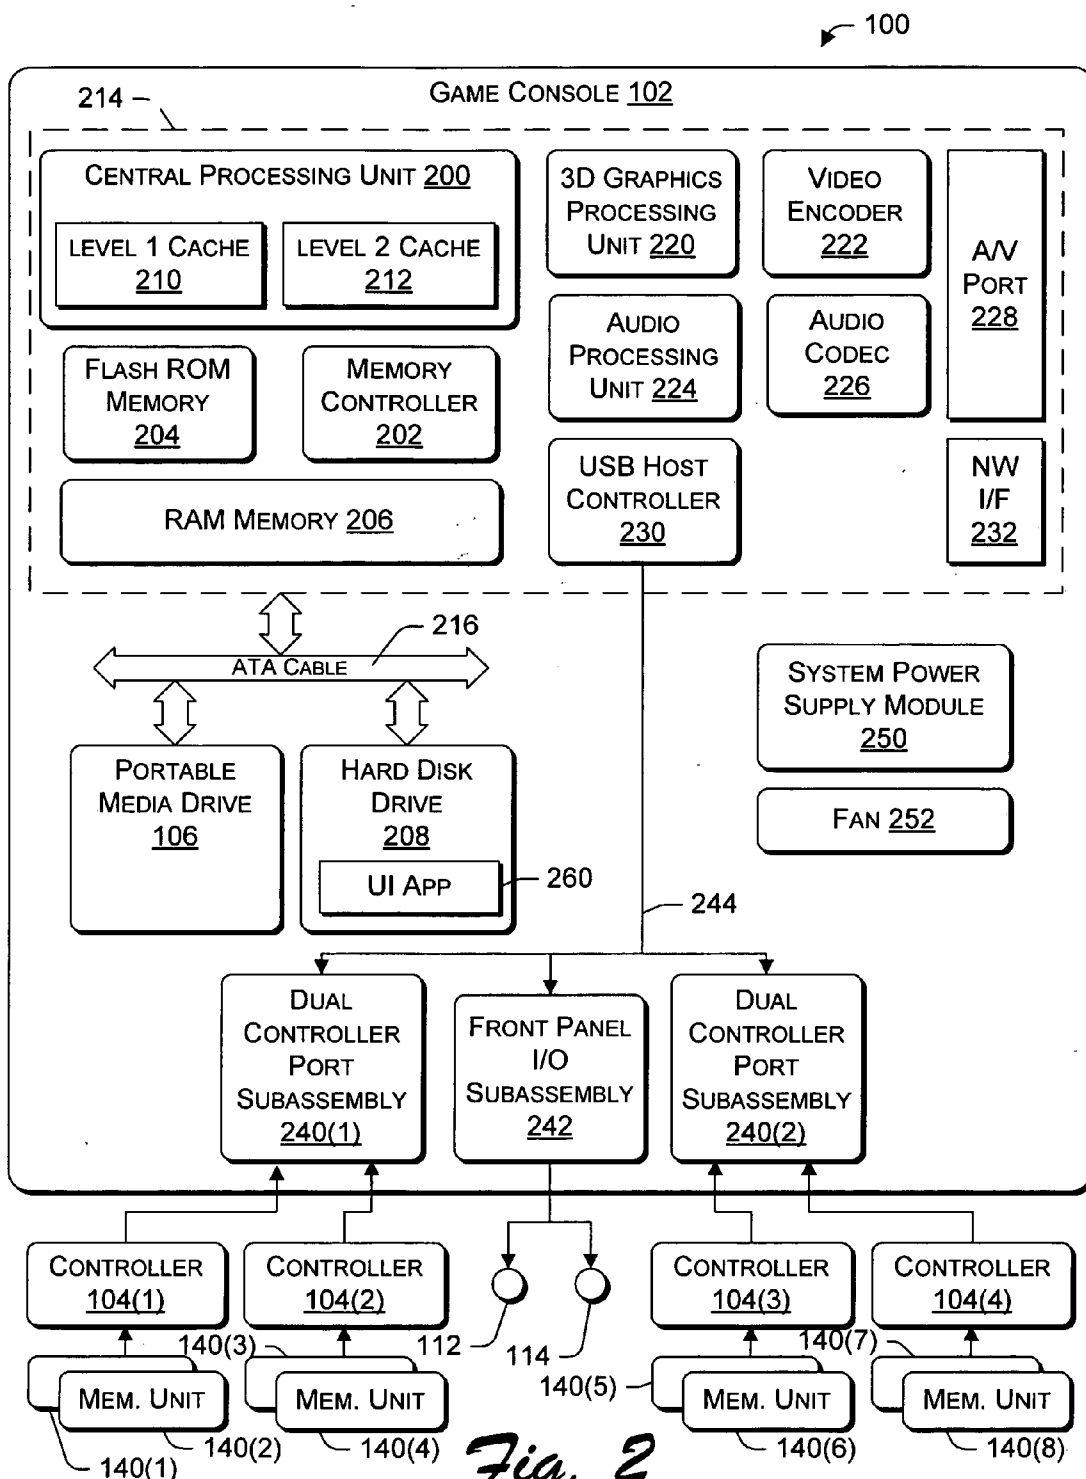 100
GAME CONSOLE 102
214
CENTRAL PROCESSING UNIT 200
LEVEL 1 CACHE
210
LEVEL 2 CACHE
212
FLASH ROM
MEMORY
204
MEMORY
CONTROLLER
202
RAM MEMORY 206
3D GRAPHICS
PROCESSING
UNIT 220
VIDEO
ENCODER
222
A/V
PORT
228
AUDIO
PROCESSING
UNIT 224
AUDIO
CODEC
226
USB HOST
CONTROLLER
230
NW
I/F
232
216
ATA CABLE
PORTABLE
MEDIA DRIVE
106
HARD DISK
DRIVE
208
UI APP
260
SYSTEM POWER
SUPPLY MODULE
250
FAN 252
244
DUAL
CONTROLLER
PORT
SUBASSEMBLY
240(1)
FRONT PANEL
I/O
SUBASSEMBLY
242
DUAL
CONTROLLER
PORT
SUBASSEMBLY
240(2)
CONTROLLER
104(1)
CONTROLLER
104(2)
CONTROLLER
104(3)
CONTROLLER
104(4)
112
114
140(3)
140(7)
140(5)
MEM. UNIT
MEM. UNIT
MEM. UNIT
MEM. UNIT
140(1)
140(2)
140(4)
140(6)
140(8)
Fig. 2